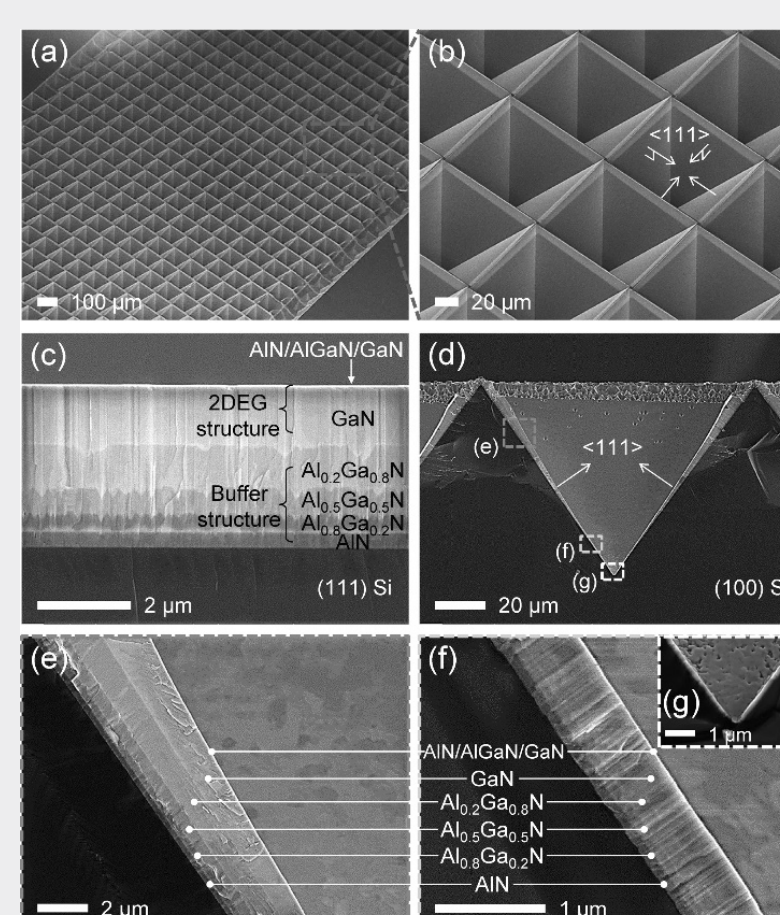 (a)
100 μm
(b)
<111>
20 μm
(c)
AlN/AlGaN/GaN
2DEG
structure
GaN
Buffer
structure
Al0.2Ga0.8N
Al0.5Ga0.5N
Al0.8Ga0.2N
AlN
(111) Si
2 μm
(d)
(e)
<111>
(f)
(g)
20 μm
(100) S
(e)
2 μm
(f)
(g)
1 μm
AlN/AlGaN/GaN
GaN
Al0.2Ga0.8N
Al0.5Ga0.5N
Al0.8Ga0.2N
AlN
1 μm